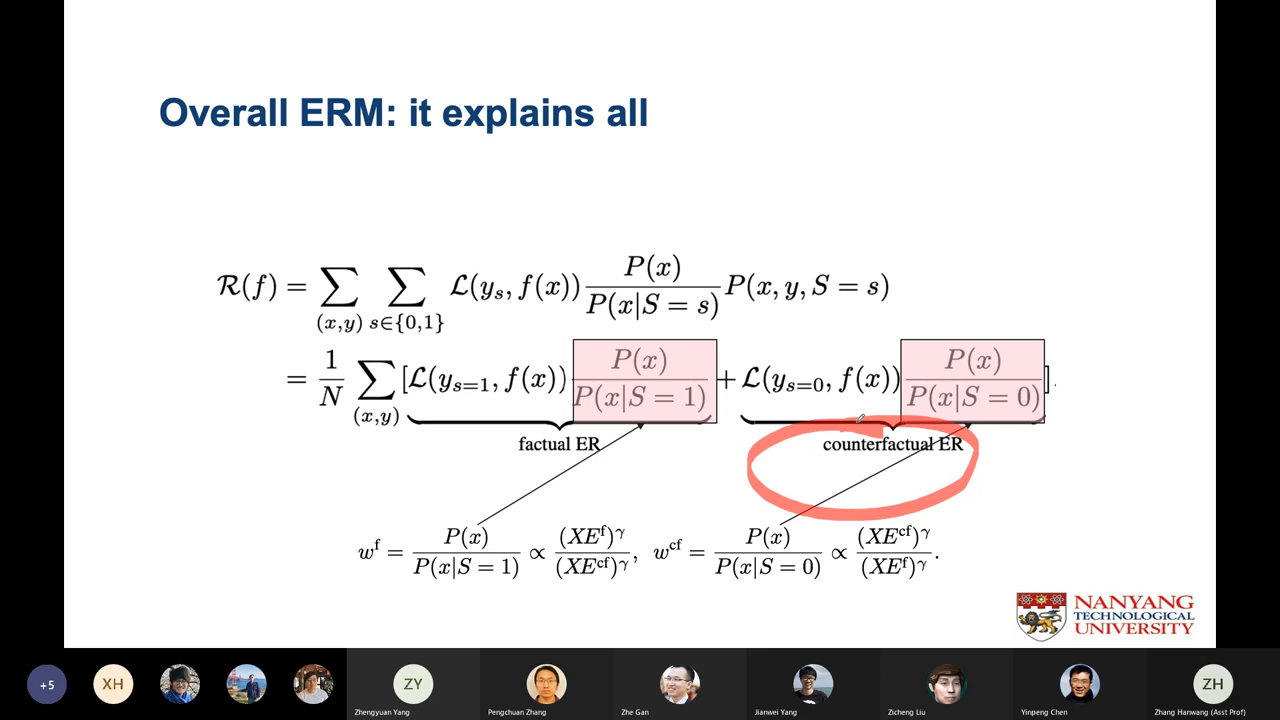 Overall ERM: it explains all
R(f) = ∑_{(x,y)} ∑_{s∈{0,1}} ℒ(y_s, f(x)) P(x) / P(x|S = s) P(x, y, S = s)
= 1/N ∑_{(x,y)} [ℒ(y_{s=1}, f(x)) P(x) / P(x|S = 1) + ℒ(y_{s=0}, f(x)) P(x) / P(x|S = 0)].
factual ER counterfactual ER
w^f = P(x) / P(x|S = 1) ∝ (XE^f)^γ / (XE^cf)^γ, w^cf = P(x) / P(x|S = 0) ∝ (XE^cf)^γ / (XE^f)^γ.
NANYANG
TECHNOLOGICAL
UNIVERSITY
+5 XH ZY ZH
Zhengyuan Yang Pengchuan Zhang Zhe Gan Jianwei Yang Zicheng Liu Yinpeng Chen Zhang Hanwang (Asst Prof)